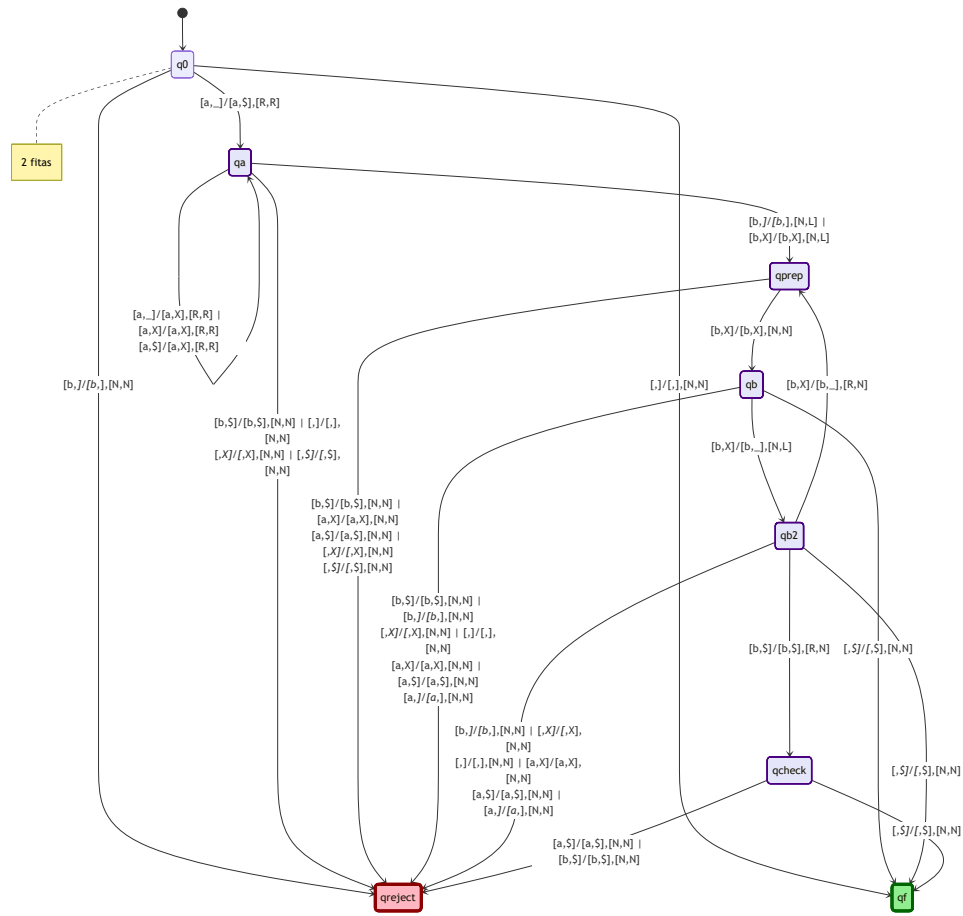 q0
[a,_]/[a,$],[R,R]
2 fitas
qa
[b,]/[b,],[N,L] |
[b,X]/[b,X],[N,L]
qprep
[a,_]/[a,X],[R,R] |
[a,X]/[a,X],[R,R]
[a,$]/[a,X],[R,R]
[b,X]/[b,X],[N,N]
[b,]/[b,],[N,N]
[,]/[,],[N,N]
qb
[b,X]/[b,_],[R,N]
[b,$]/[b,$],[N,N] | [,]/[,],
[N,N]
[,X]/[,X],[N,N] | [,$]/[,$],
[N,N]
[b,X]/[b,_],[N,L]
[b,$]/[b,$],[N,N] |
[a,X]/[a,X],[N,N]
[a,$]/[a,$],[N,N] |
[,X]/[,X],[N,N]
[,$]/[,$],[N,N]
qb2
[b,$]/[b,$],[N,N] |
[b,]/[b,],[N,N]
[,X]/[,X],[N,N] | [,]/[,],
[N,N]
[a,X]/[a,X],[N,N] |
[a,$]/[a,$],[N,N]
[a,]/[a,],[N,N]
[b,$]/[b,$],[R,N]
[,$]/[,$],[N,N]
[b,]/[b,],[N,N] | [,X]/[,X],
[N,N]
[,]/[,],[N,N] | [a,X]/[a,X],
[N,N]
[a,$]/[a,$],[N,N] |
[a,]/[a,],[N,N]
qcheck
[,$]/[,$],[N,N]
[,$]/[,$],[N,N]
[a,$]/[a,$],[N,N] |
[b,$]/[b,$],[N,N]
qreject
qf